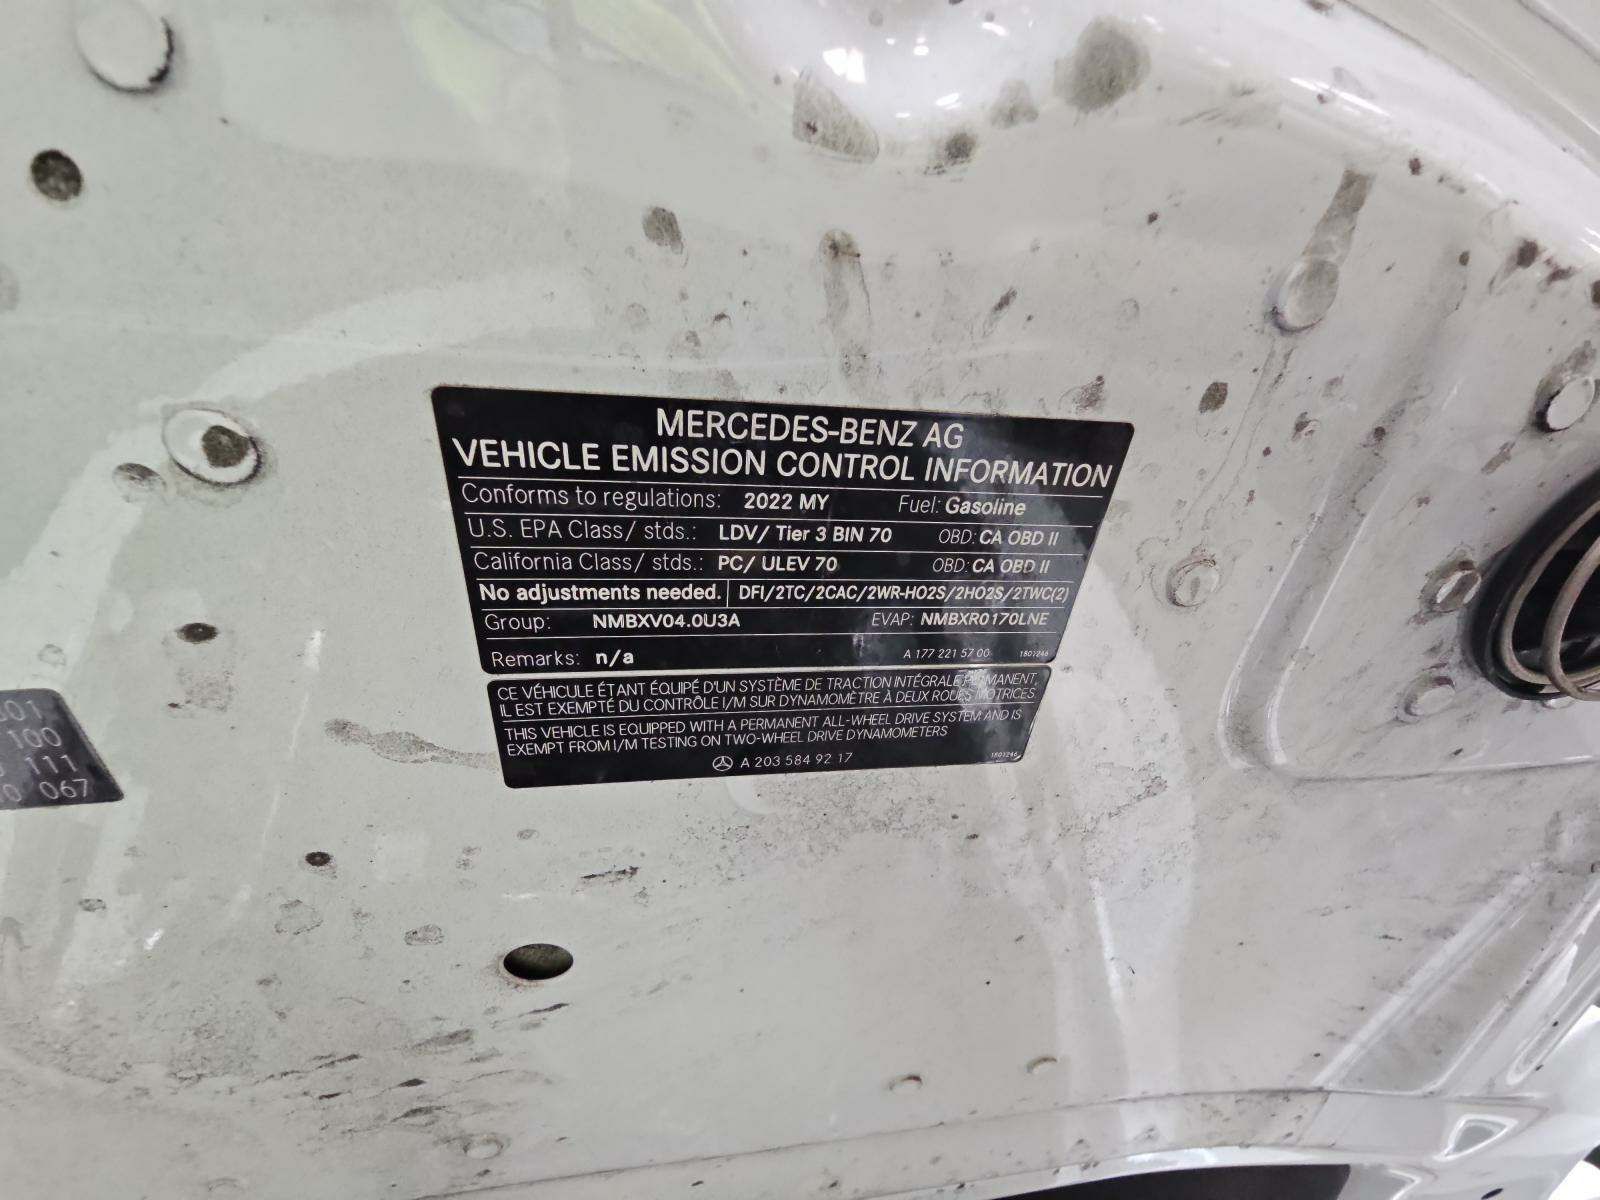 MERCEDES-BENZ AG
VEHICLE EMISSION CONTROL INFORMATION
Conforms to regulations: 2022 MY Fuel: Gasoline
U.S. EPA Class/ stds.: LDV/ Tier 3 BIN 70 OBD: CA OBD II
California Class/ stds.: PC/ ULEV 70 OBD: CA OBD II
No adjustments needed. DFI/2TC/2CAC/2WR-HO2S/2HO2S/2TWC(2)
Group: NMBXV04.0U3A EVAP: NMBXR0170LNE
Remarks: n/a A 177 221 57 00 1801246
CE VÉHICULE ÉTANT ÉQUIPÉ D'UN SYSTÈME DE TRACTION INTÉGRALE PERMANENT,
IL EST EXEMPTÉ DU CONTRÔLE I/M SUR DYNAMOMÈTRE À DEUX ROUES MOTRICES.
THIS VEHICLE IS EQUIPPED WITH A PERMANENT ALL-WHEEL DRIVE SYSTEM AND IS
EXEMPT FROM I/M TESTING ON TWO-WHEEL DRIVE DYNAMOMETERS
A 203 584 92 17 1801246
100
111
067